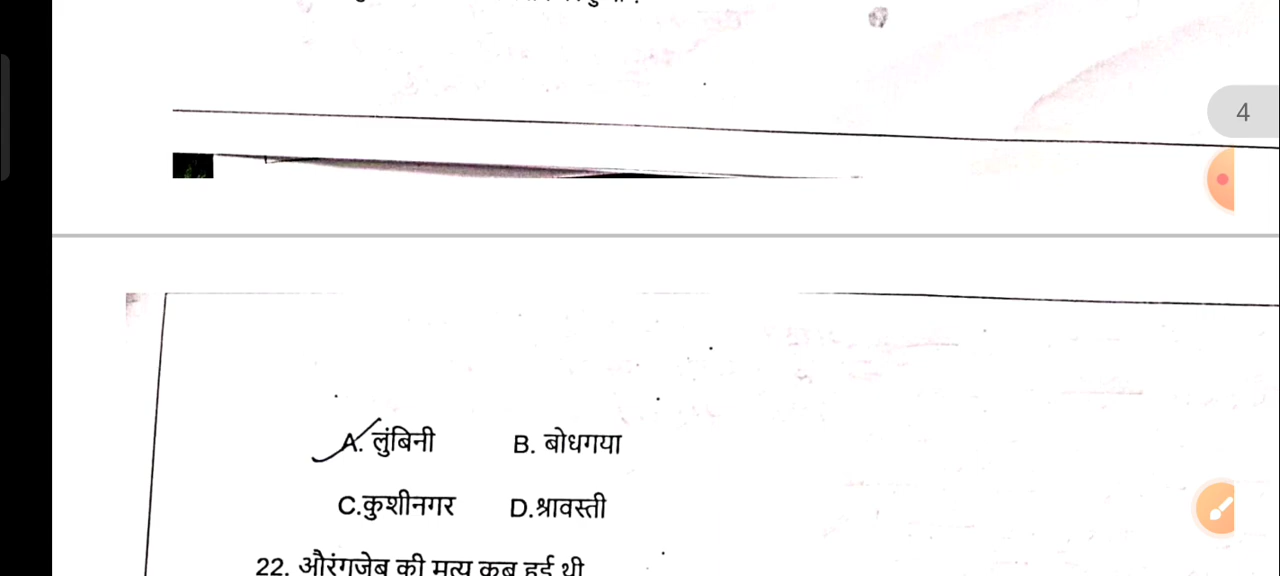 4
A. लुंबिनी B. बोधगया
C.कुशीनगर D.श्रावस्ती
22. औरंगजेब की मृत्यु कब हुई थी